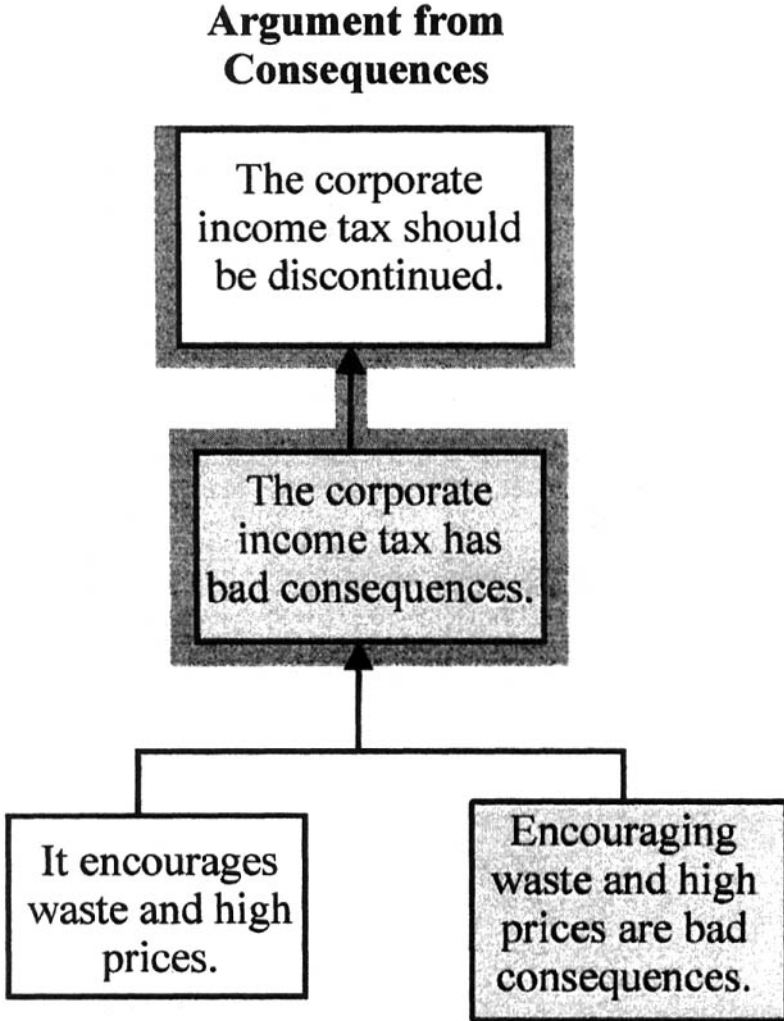 Argument from
Consequences
The corporate
income tax should
be discontinued.
The corporate
income tax has
bad consequences.
It encourages
waste and high
prices.
Encouraging
waste and high
prices are bad
consequences.